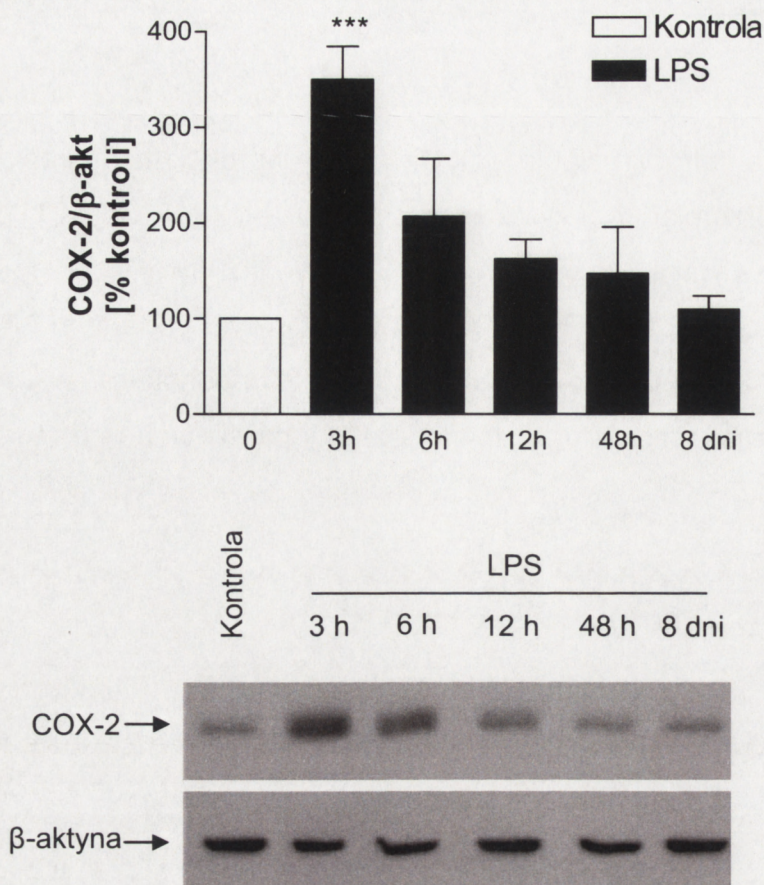 ***
Kontrola
LPS
COX-2/β-akt
[% kontroli]
400
300
200
100
0
0 3h 6h 12h 48h 8 dni
Kontrola
LPS
3 h 6 h 12 h 48 h 8 dni
COX-2
β-aktyna